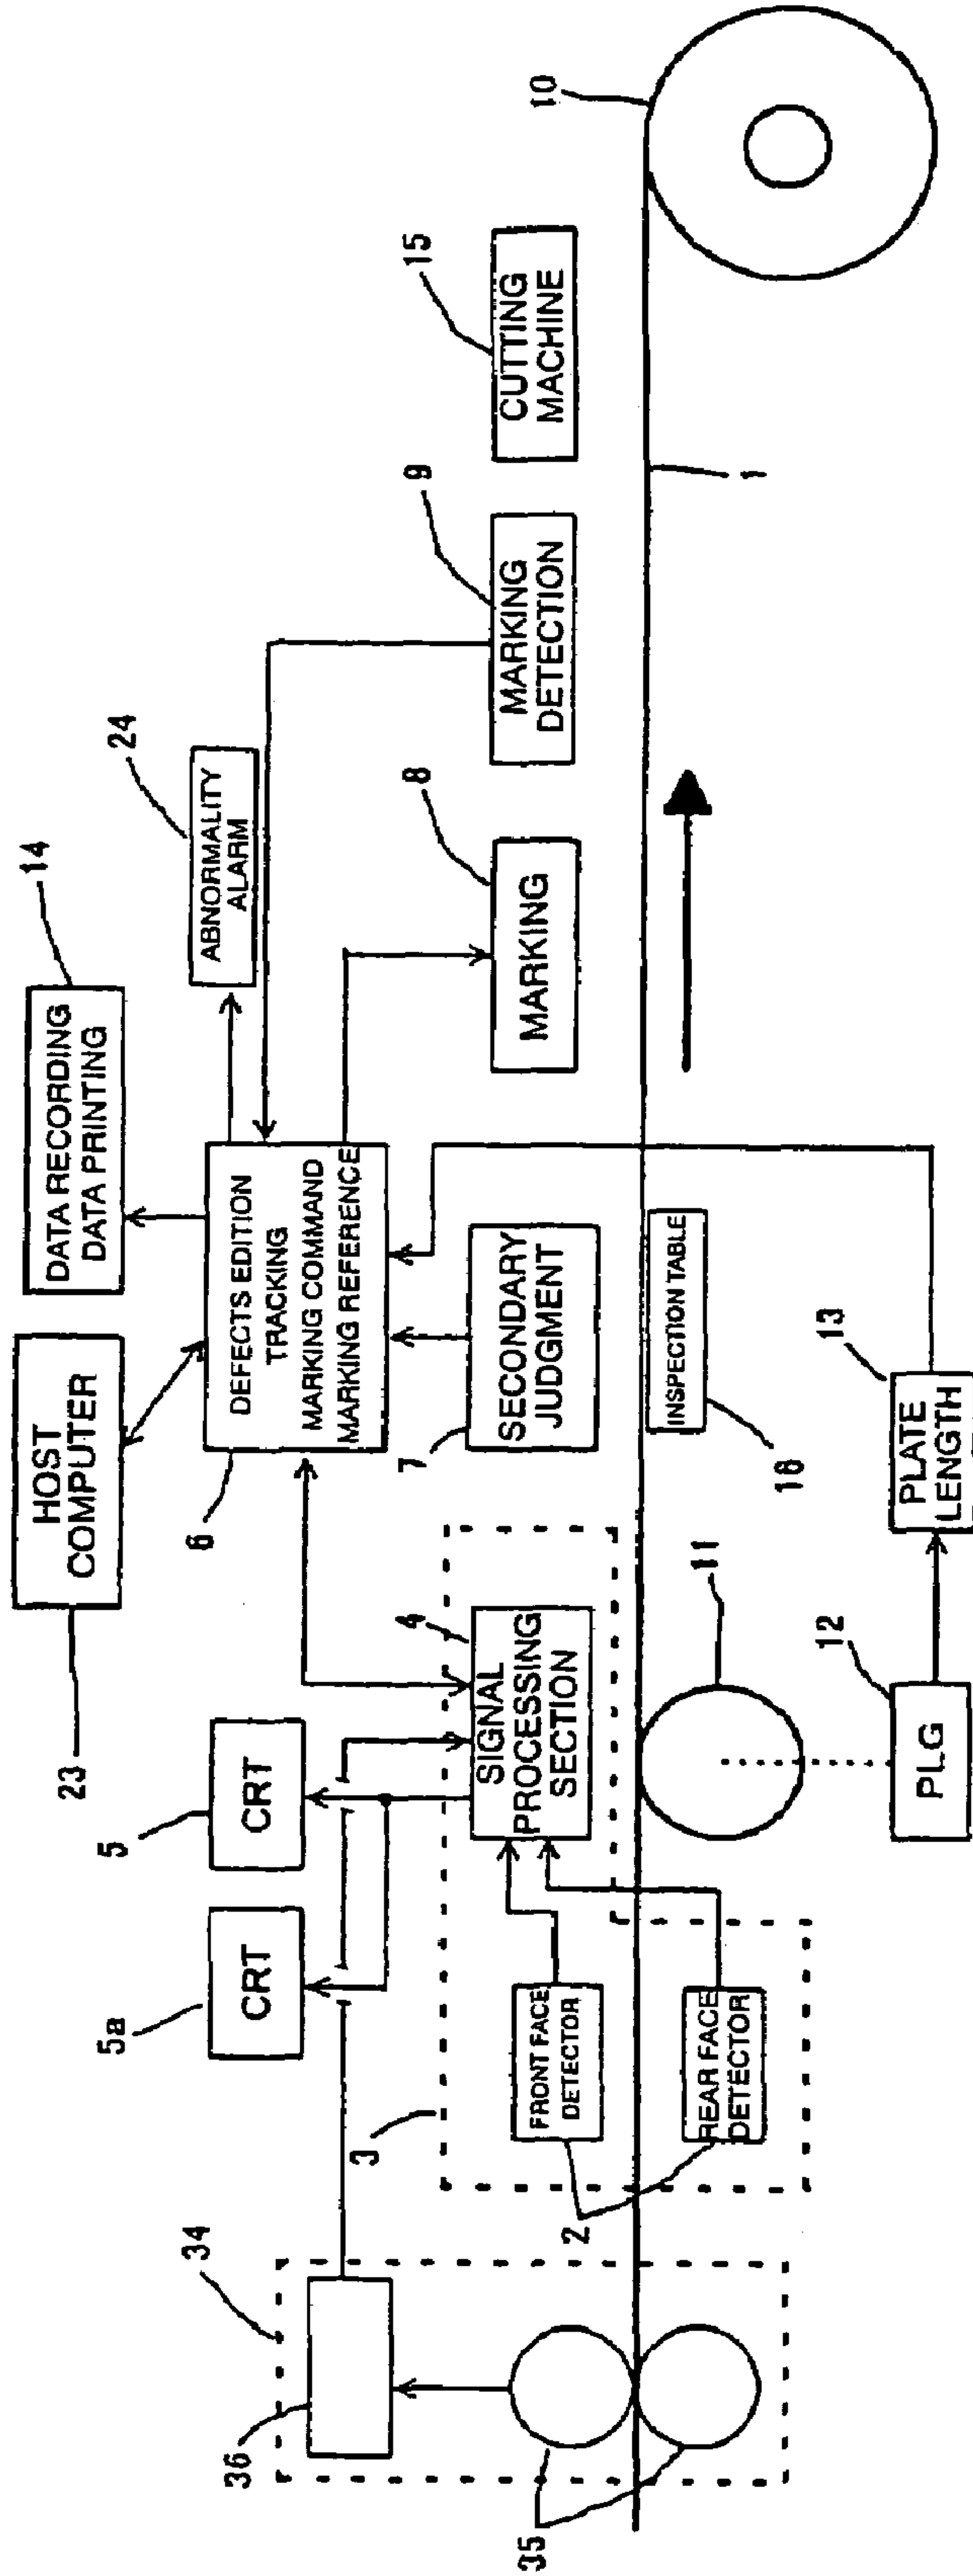 HOST
COMPUTER
23
DATA RECORDING
DATA PRINTING
14
ABNORMALITY
ALARM
24
CRT
5a
CRT
5
DEFECTS EDITION
TRACKING
MARKING COMMAND
MARKING REFERENCE
6
34
36
35
3
FRONT FACE
DETECTOR
REAR FACE
DETECTOR
2
SIGNAL
PROCESSING
SECTION
4
SECONDARY
JUDGMENT
7
MARKING
8
MARKING
DETECTION
9
CUTTING
MACHINE
15
10
1
INSPECTION TABLE
16
11
PLG
12
PLATE
LENGTH
13